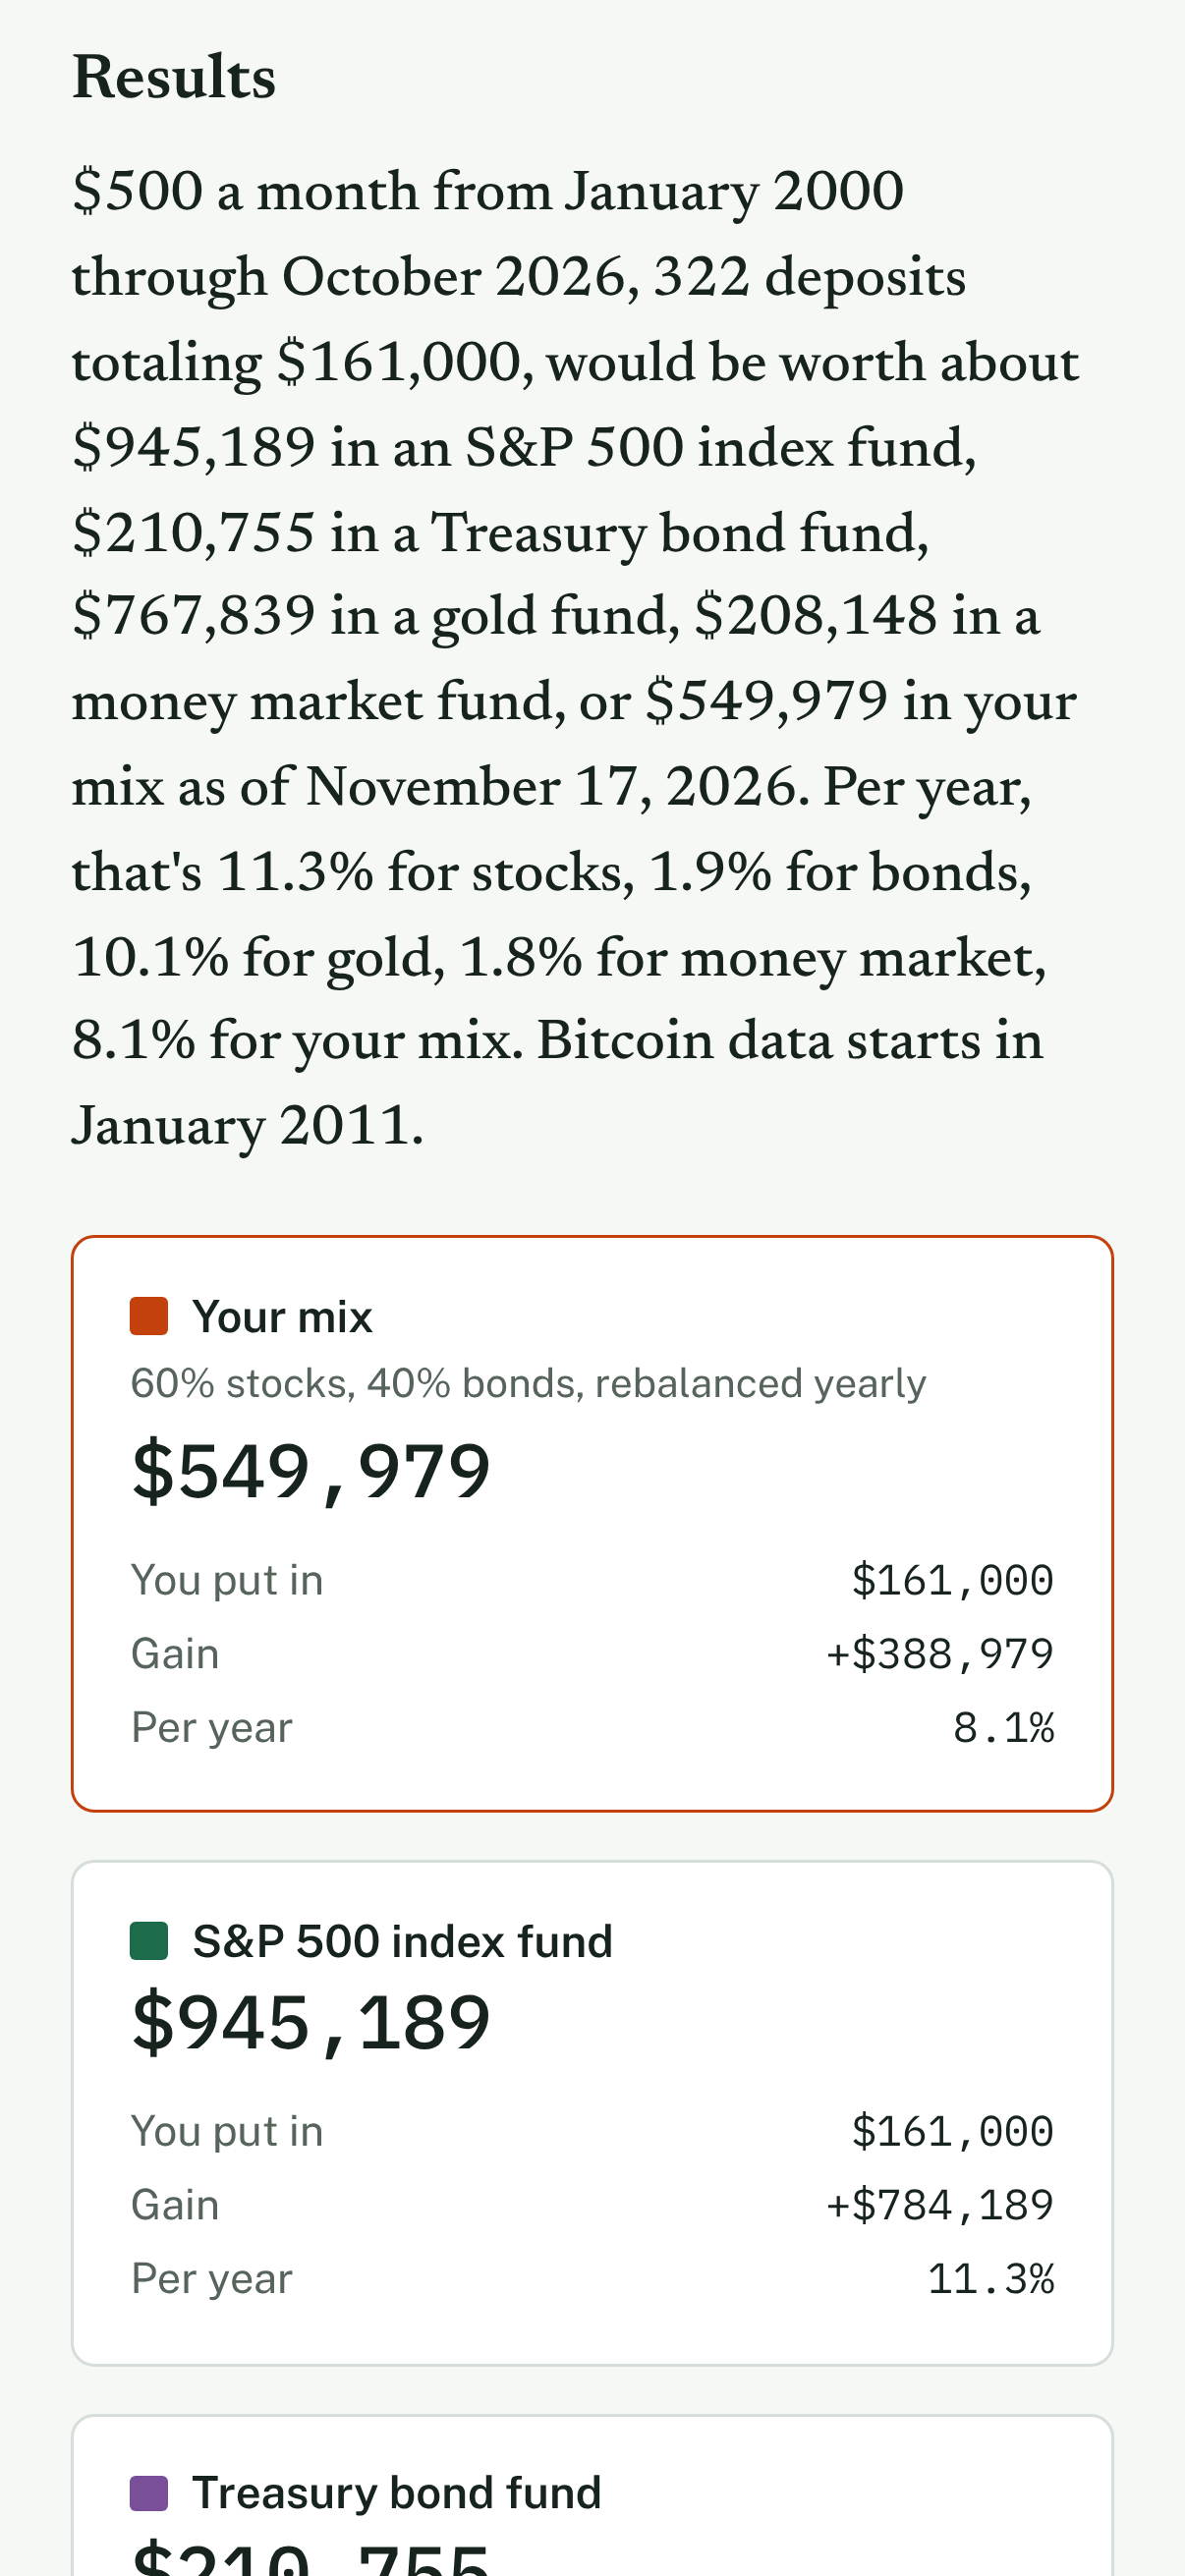 Results
$500 a month from January 2000
through October 2026, 322 deposits
totaling $161,000, would be worth about
$945,189 in an S&P 500 index fund,
$210,755 in a Treasury bond fund,
$767,839 in a gold fund, $208,148 in a
money market fund, or $549,979 in your
mix as of November 17, 2026. Per year,
that's 11.3% for stocks, 1.9% for bonds,
10.1% for gold, 1.8% for money market,
8.1% for your mix. Bitcoin data starts in
January 2011.
Your mix
60% stocks, 40% bonds, rebalanced yearly
$549,979
You put in $161,000
Gain +$388,979
Per year 8.1%
S&P 500 index fund
$945,189
You put in $161,000
Gain +$784,189
Per year 11.3%
Treasury bond fund
$210,755